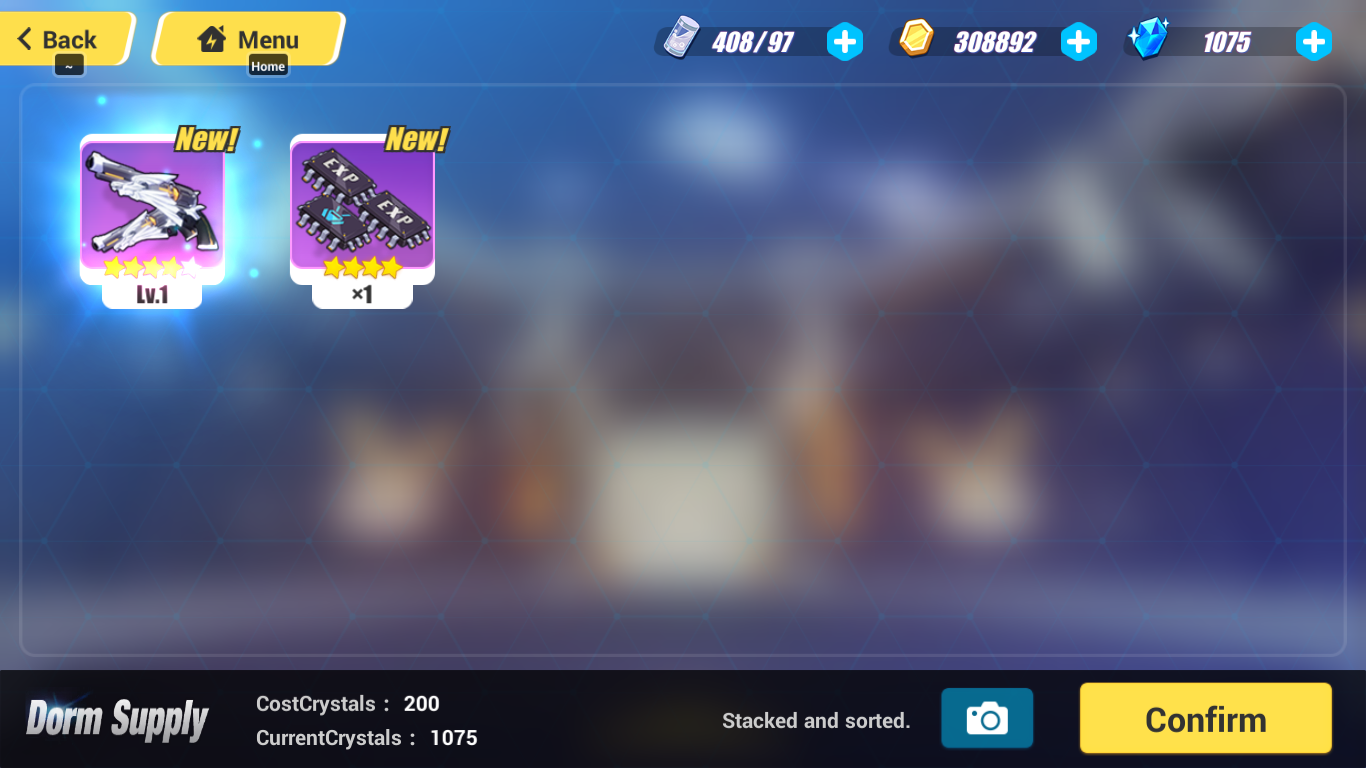 Back
~
Menu
Home
408/97
308892
1075
New!
New!
EXP
EXP
Lv.1
×1
Dorm Supply
CostCrystals : 200
CurrentCrystals : 1075
Stacked and sorted.
Confirm